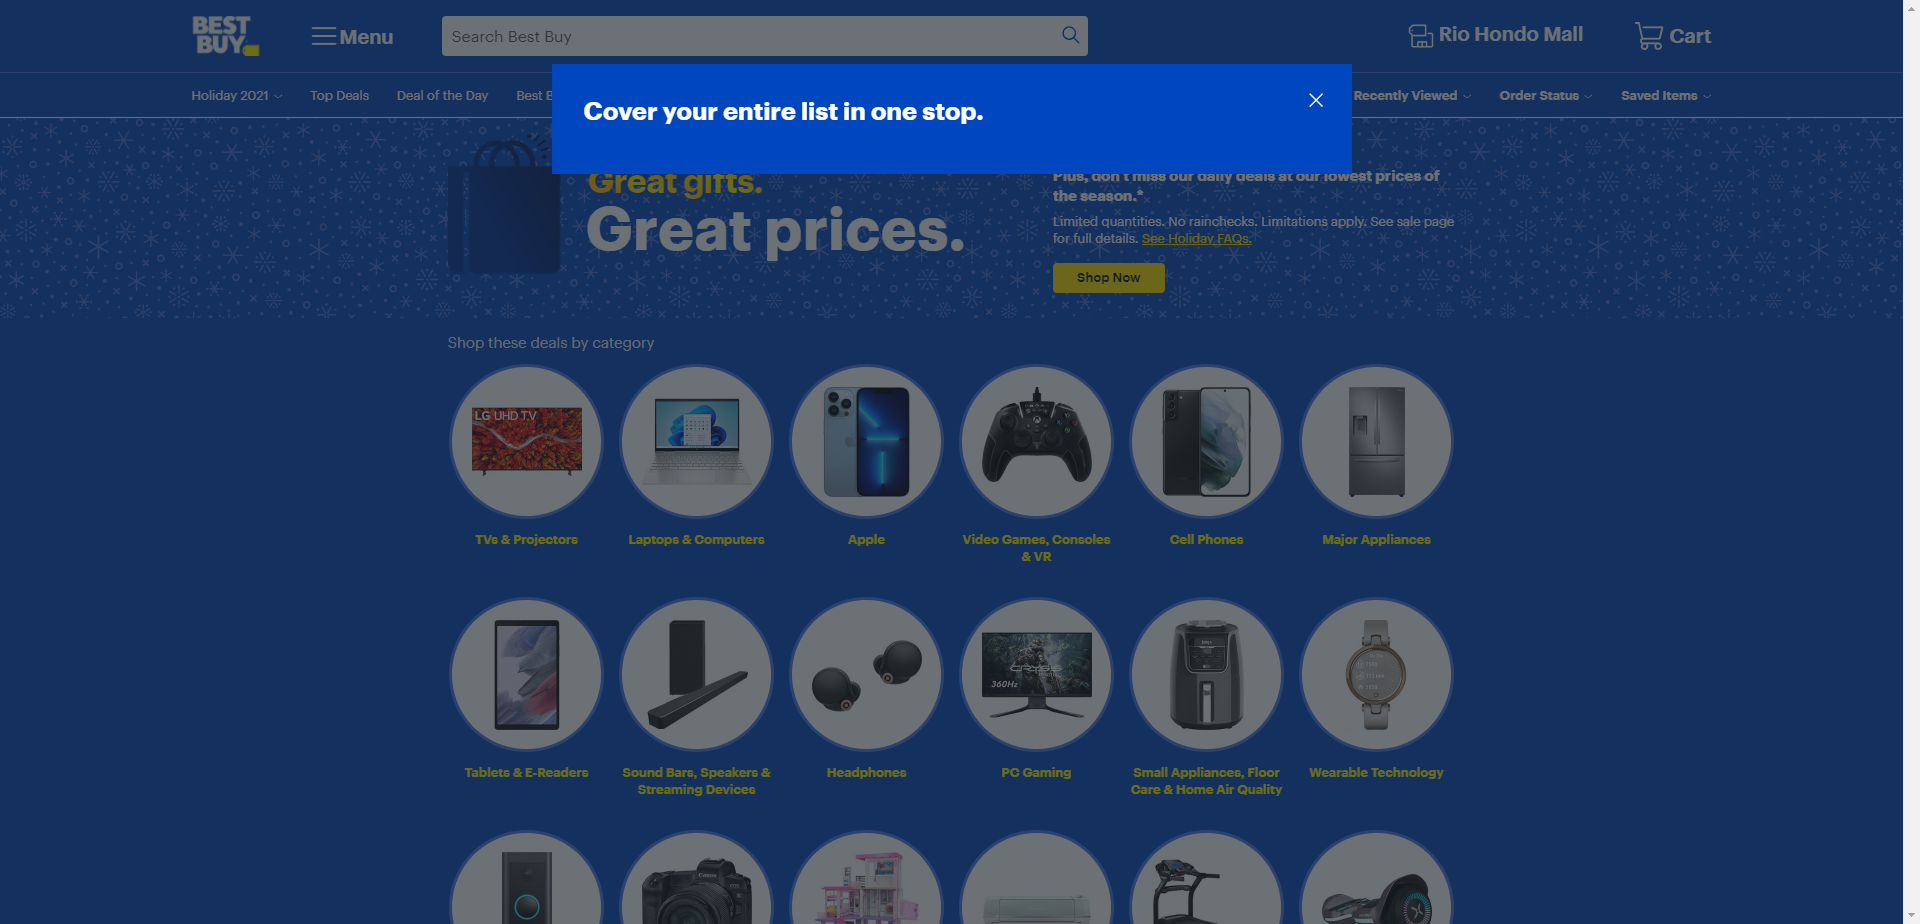 BEST
BUY
Menu
Search Best Buy
Rio Hondo Mall
Cart
Holiday 2021
Top Deals
Deal of the Day
Best B
Recently Viewed
Order Status
Saved Items
Cover your entire list in one stop.
Great gifts.
Great prices.
Plus, don't miss our daily deals at our lowest prices of
the season.*
Limited quantities. No rainchecks. Limitations apply. See sale page
for full details. See Holiday FAQs.
Shop Now
Shop these deals by category
LG UHD TV
TVs & Projectors
Laptops & Computers
Apple
Video Games, Consoles
& VR
Cell Phones
Major Appliances
CRYSIS
360Hz
Tablets & E-Readers
Sound Bars, Speakers &
Streaming Devices
Headphones
PC Gaming
Small Appliances, Floor
Care & Home Air Quality
Wearable Technology
Canon